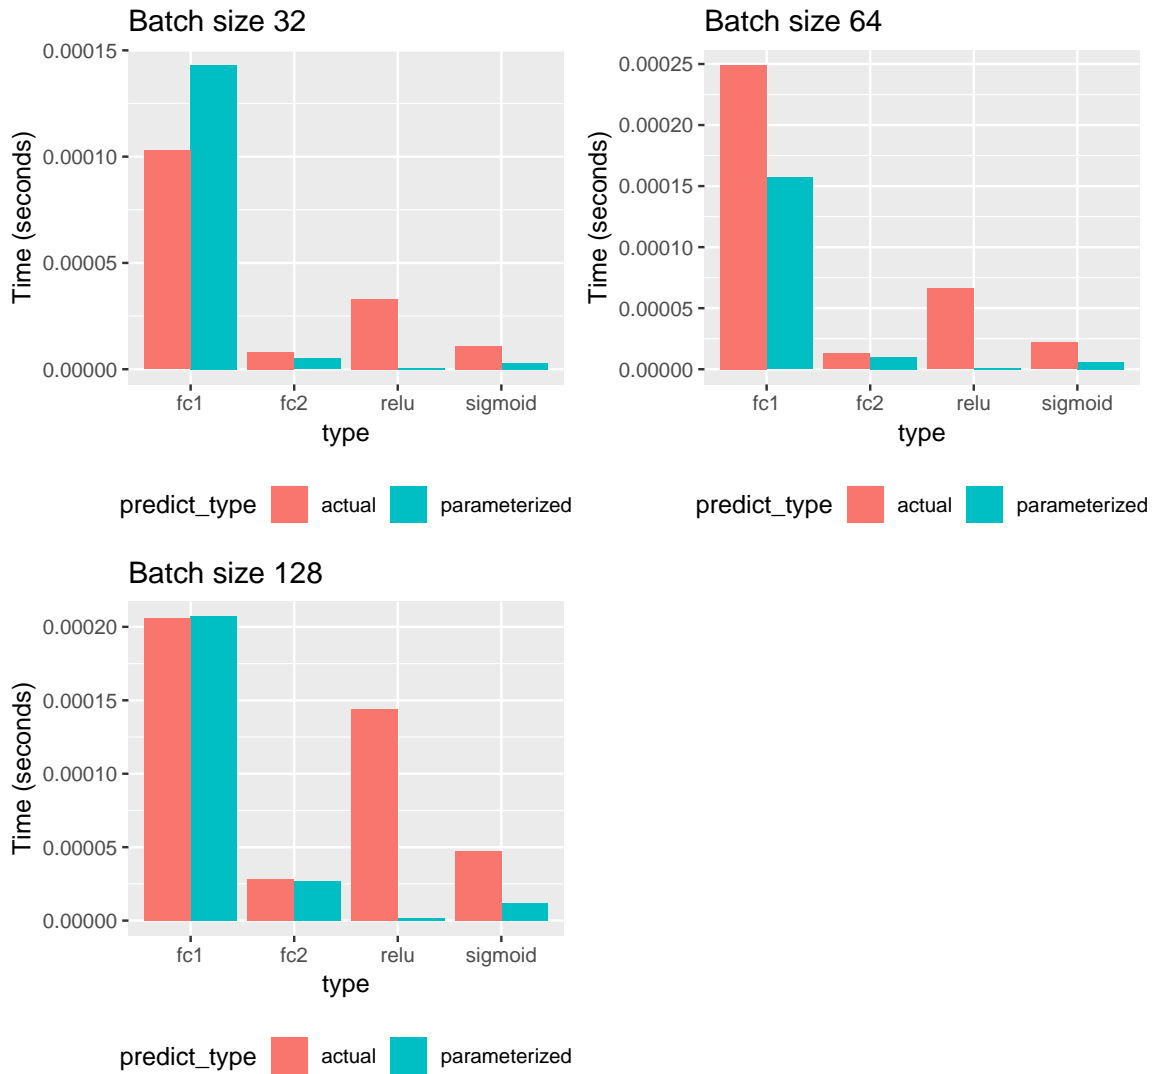 Batch size 32
Time (seconds)
0.00015
0.00010
0.00005
0.00000
fc1 fc2 relu sigmoid
type
predict_type actual parameterized
Batch size 64
Time (seconds)
0.00025
0.00020
0.00015
0.00010
0.00005
0.00000
fc1 fc2 relu sigmoid
type
predict_type actual parameterized
Batch size 128
Time (seconds)
0.00020
0.00015
0.00010
0.00005
0.00000
fc1 fc2 relu sigmoid
type
predict_type actual parameterized